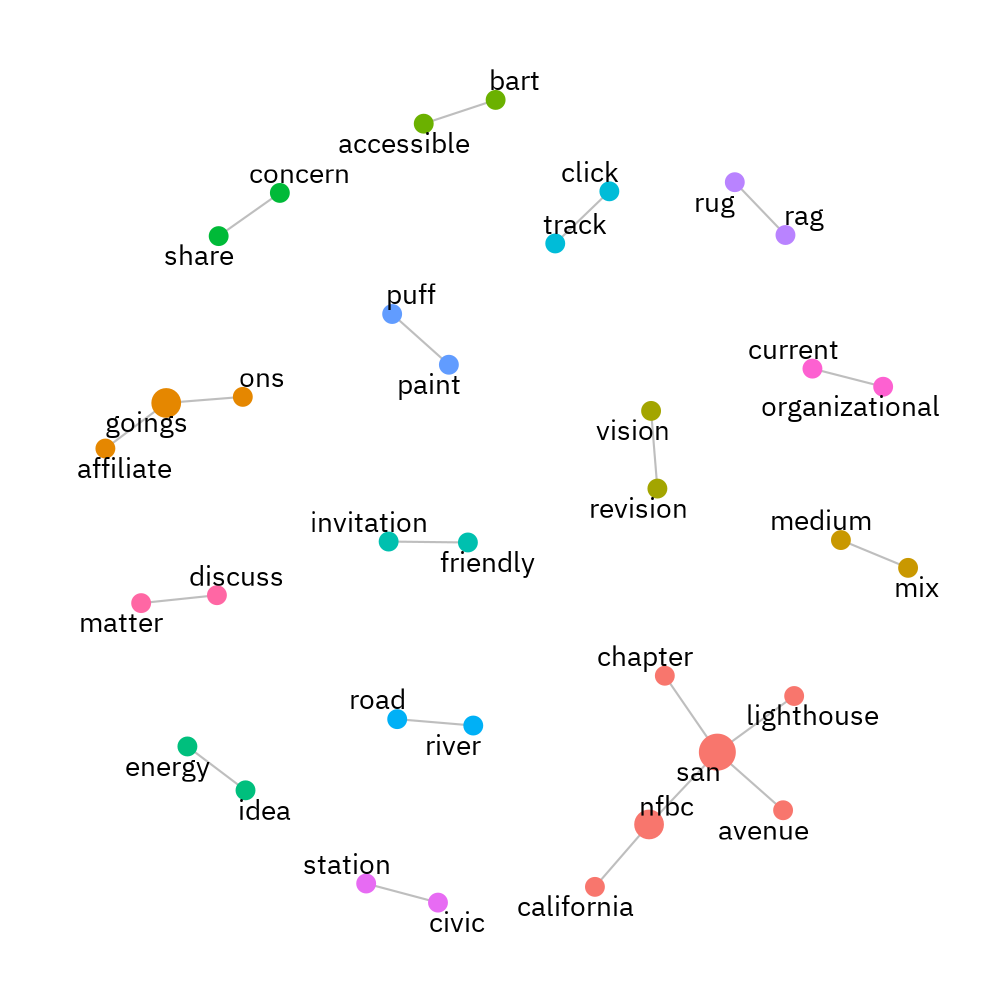 bart
accessible
concern
click
track
rug
rag
share
puff
paint
current
organizational
ons
goings
affiliate
vision
revision
invitation
friendly
medium
mix
discuss
matter
chapter
lighthouse
road
river
san
energy
idea
nfbc
avenue
station
civic
california